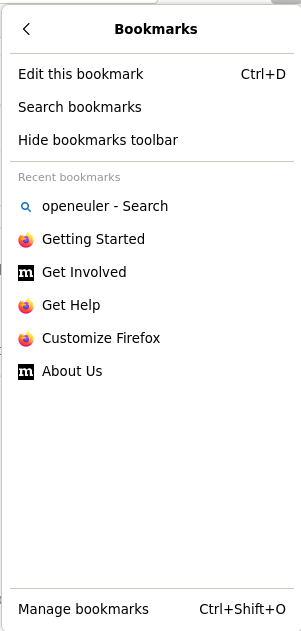 Bookmarks
Edit this bookmark Ctrl+D
Search bookmarks
Hide bookmarks toolbar
Recent bookmarks
openeuler - Search
Getting Started
m Get Involved
Get Help
Customize Firefox
m About Us
Manage bookmarks Ctrl+Shift+O